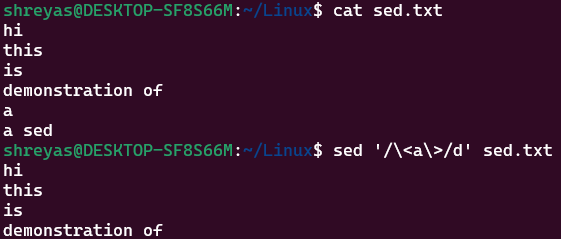 shreyas@DESKTOP-SF8S66M:~/Linux$ cat sed.txt
hi
this
is
demonstration of
a
a sed
shreyas@DESKTOP-SF8S66M:~/Linux$ sed '/\<a\>/d' sed.txt
hi
this
is
demonstration of